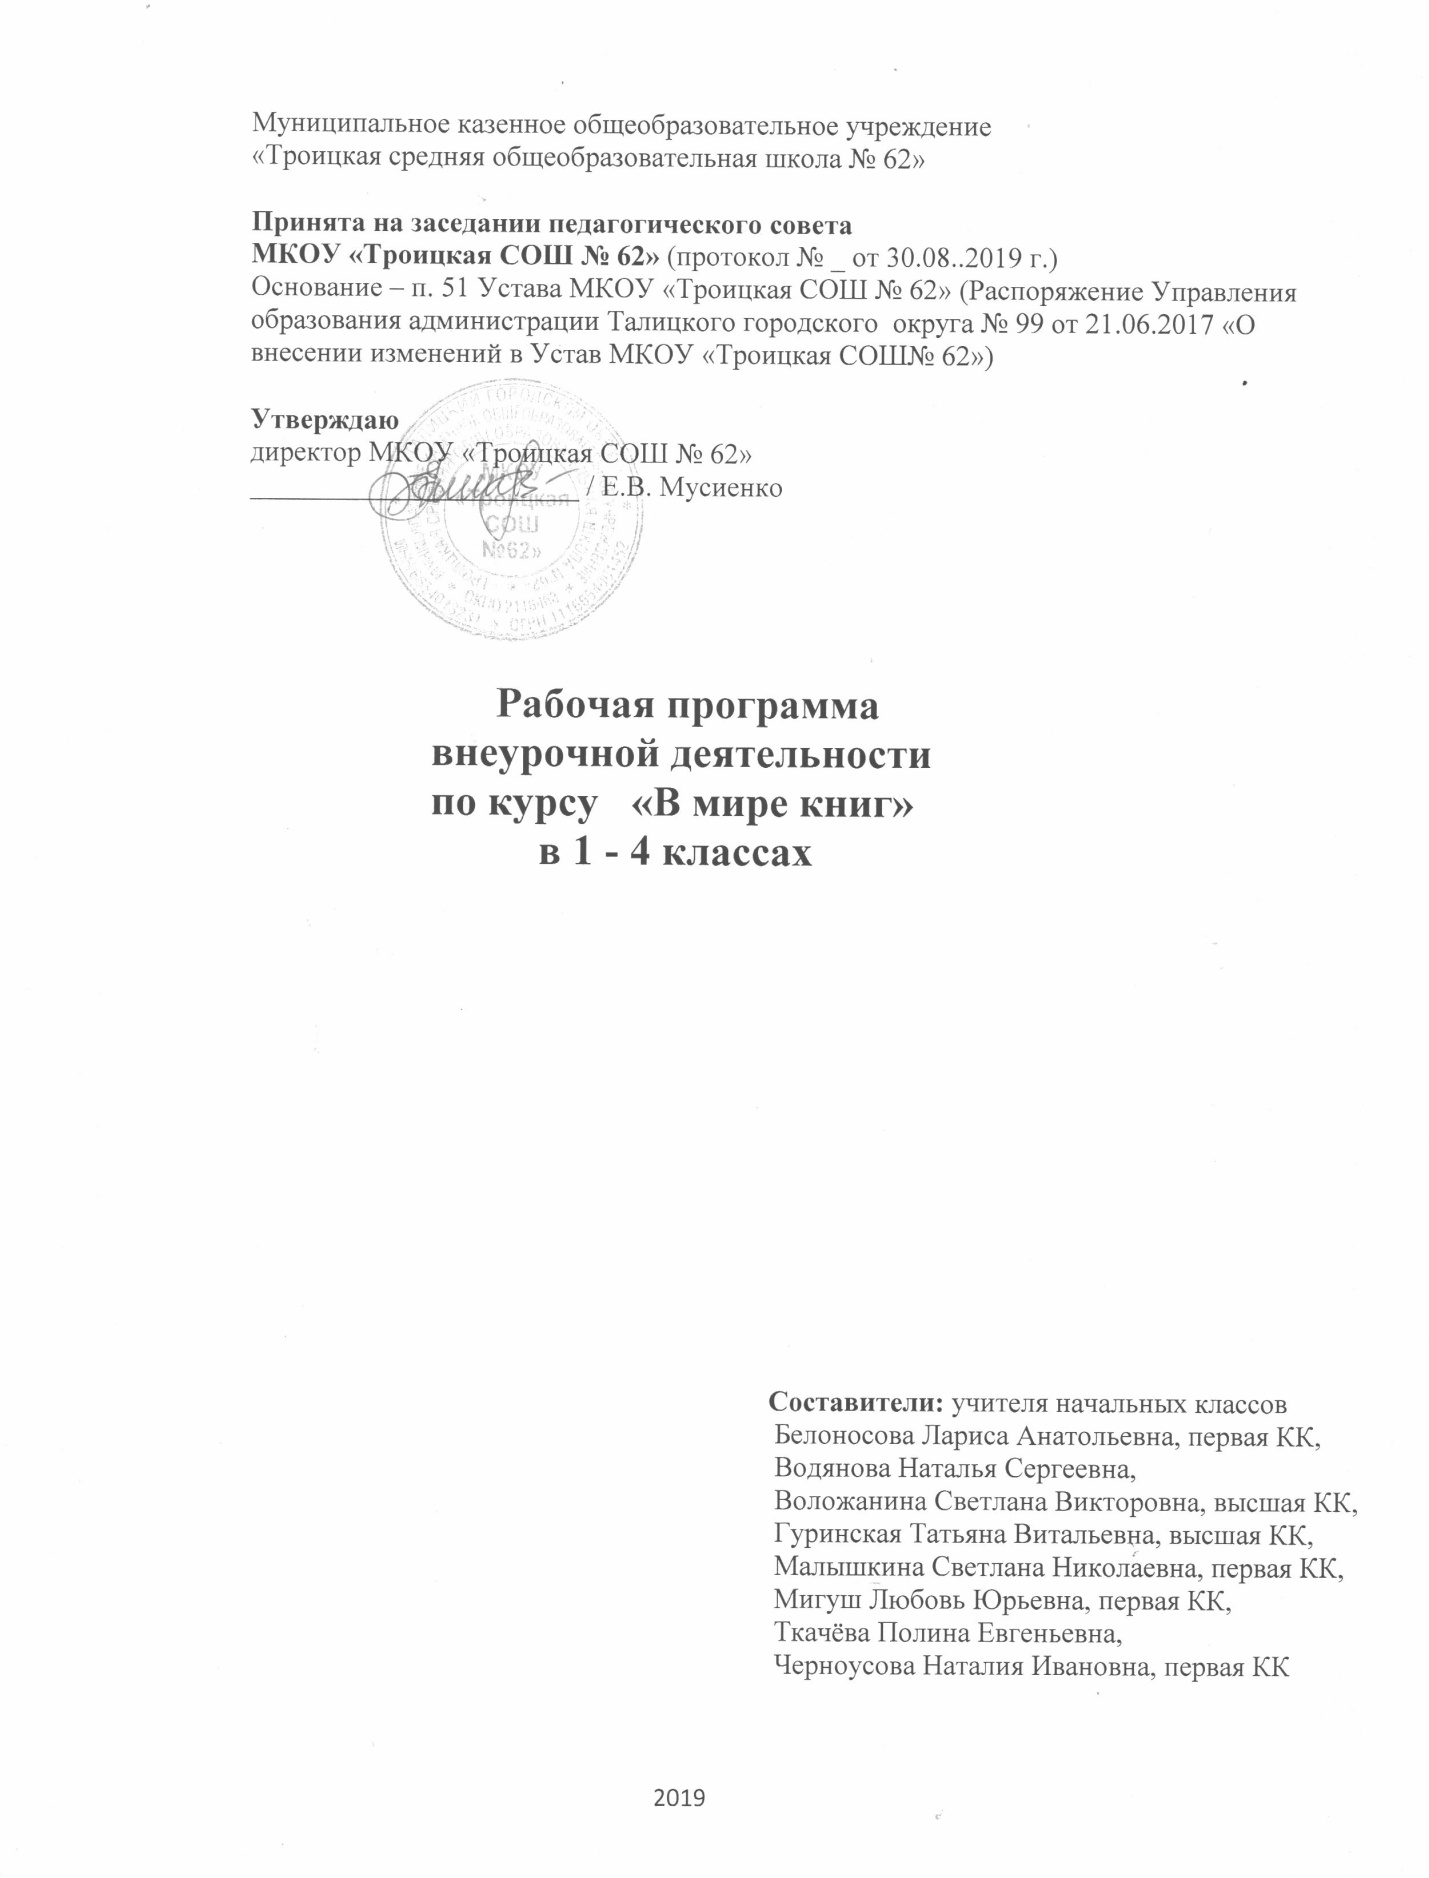 Муниципальное казенное общеобразовательное учреждение
«Троицкая средняя общеобразовательная школа № 62»
Принята на заседании педагогического совета
МКОУ «Троицкая СОШ № 62» (протокол № _ от 30.08..2019 г.)
Основание – п. 51 Устава МКОУ «Троицкая СОШ № 62» (Распоряжение Управления
образования администрации Талицкого городского округа № 99 от 21.06.2017 «О
внесении изменений в Устав МКОУ «Троицкая СОШ№ 62»)
Утверждаю
директор МКОУ «Троицкая СОШ № 62»
_______________________ / Е.В. Мусиенко
МКОУ
«Троицкая
СОШ
№62»
Рабочая программа
внеурочной деятельности
по курсу «В мире книг»
в 1 - 4 классах
Составители: учителя начальных классов
Белоносова Лариса Анатольевна, первая КК,
Водянова Наталья Сергеевна,
Воложанина Светлана Викторовна, высшая КК,
Гуринская Татьяна Витальевна, высшая КК,
Малышкина Светлана Николаевна, первая КК,
Мигуш Любовь Юрьевна, первая КК,
Ткачёва Полина Евгеньевна,
Черноусова Наталия Ивановна, первая КК
2019